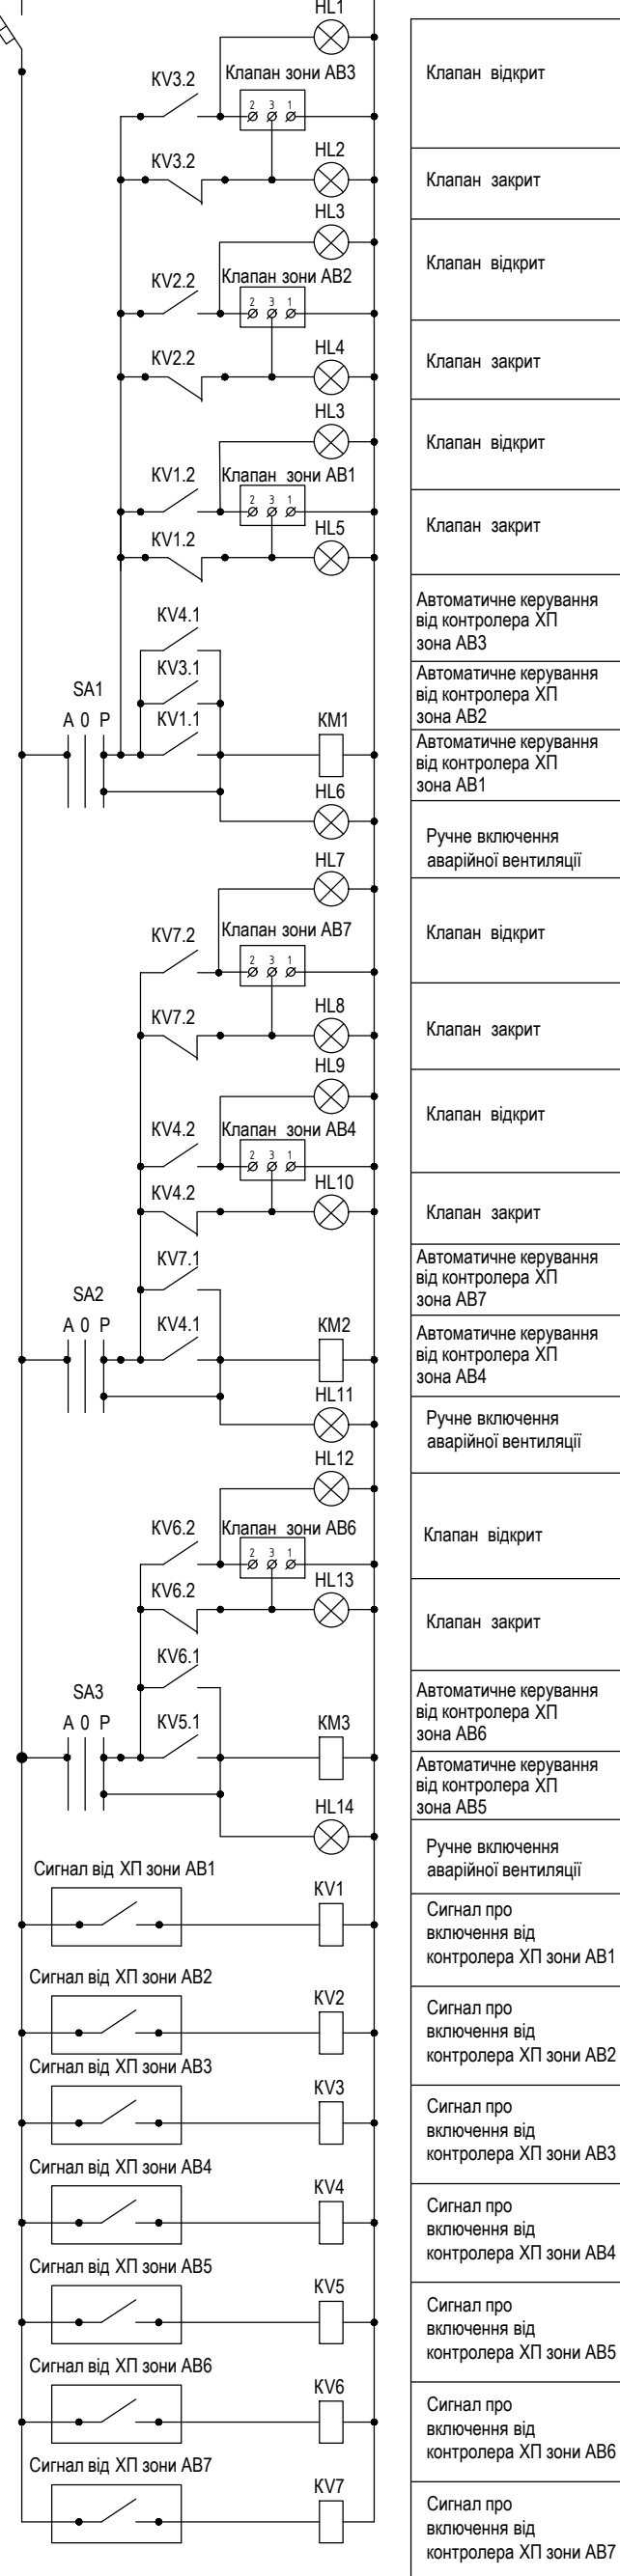 HL1
Клапан відкрит
KV3.2
Клапан зони АВ3
2 3 1
KV3.2
HL2
Клапан закрит
HL3
Клапан відкрит
KV2.2
Клапан зони АВ2
2 3 1
KV2.2
HL4
Клапан закрит
HL3
Клапан відкрит
KV1.2
Клапан зони АВ1
2 3 1
KV1.2
HL5
Клапан закрит
KV4.1
Автоматичне керування
від контролера ХП
зона АВ3
KV3.1
Автоматичне керування
від контролера ХП
зона АВ2
SA1
А 0 Р
KV1.1
KM1
Автоматичне керування
від контролера ХП
зона АВ1
HL6
Ручне включення
аварійної вентиляції
HL7
Клапан відкрит
KV7.2
Клапан зони АВ7
2 3 1
KV7.2
HL8
Клапан закрит
HL9
Клапан відкрит
KV4.2
Клапан зони АВ4
2 3 1
KV4.2
HL10
Клапан закрит
KV7.1
Автоматичне керування
від контролера ХП
зона АВ7
SA2
А 0 Р
KV4.1
KM2
Автоматичне керування
від контролера ХП
зона АВ4
HL11
Ручне включення
аварійної вентиляції
HL12
Клапан відкрит
KV6.2
Клапан зони АВ6
2 3 1
KV6.2
HL13
Клапан закрит
KV6.1
Автоматичне керування
від контролера ХП
зона АВ6
SA3
А 0 Р
KV5.1
KM3
Автоматичне керування
від контролера ХП
зона АВ5
HL14
Ручне включення
аварійної вентиляції
Сигнал від ХП зони АВ1
KV1
Сигнал про
включення від
контролера ХП зони АВ1
Сигнал від ХП зони АВ2
KV2
Сигнал про
включення від
контролера ХП зони АВ2
Сигнал від ХП зони АВ3
KV3
Сигнал про
включення від
контролера ХП зони АВ3
Сигнал від ХП зони АВ4
KV4
Сигнал про
включення від
контролера ХП зони АВ4
Сигнал від ХП зони АВ5
KV5
Сигнал про
включення від
контролера ХП зони АВ5
Сигнал від ХП зони АВ6
KV6
Сигнал про
включення від
контролера ХП зони АВ6
Сигнал від ХП зони АВ7
KV7
Сигнал про
включення від
контролера ХП зони АВ7